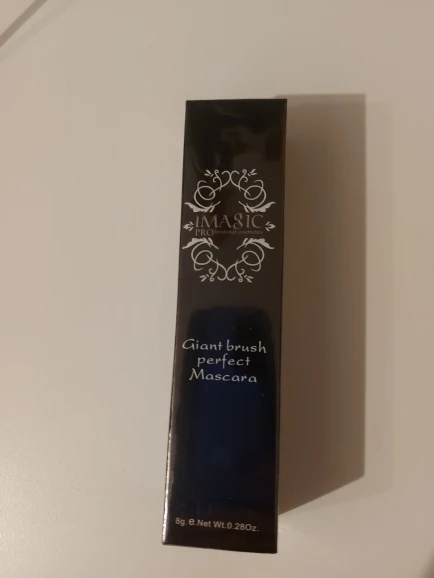 IMAGIC
PROfessional cosmetics
Giant brush
perfect
Mascara
8g. e. Net Wt.0.28Oz.